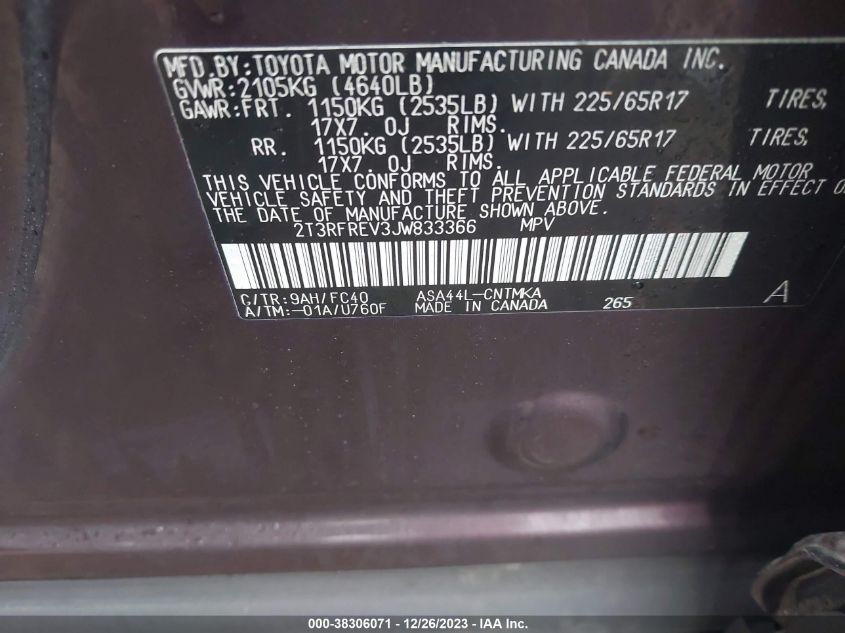 MFD. BY: TOYOTA MOTOR MANUFACTURING CANADA INC.
GVWR: 2105KG (4640LB)
GAWR: FRT. 1150KG (2535LB) WITH 225/65R17 TIRES,
17X7.0J RIMS.
RR. 1150KG (2535LB) WITH 225/65R17 TIRES,
17X7.0J RIMS.
THIS VEHICLE CONFORMS TO ALL APPLICABLE FEDERAL MOTOR
VEHICLE SAFETY AND THEFT PREVENTION STANDARDS IN EFFECT
THE DATE OF MANUFACTURE SHOWN ABOVE.
2T3RFREV3JW833366 MPV
C/TR: 9AH/FC40 ASA44L-CNTMKA
A/TM: -01A/U760F MADE IN CANADA 265 A
000-38306071 - 12/26/2023 - IAA Inc.